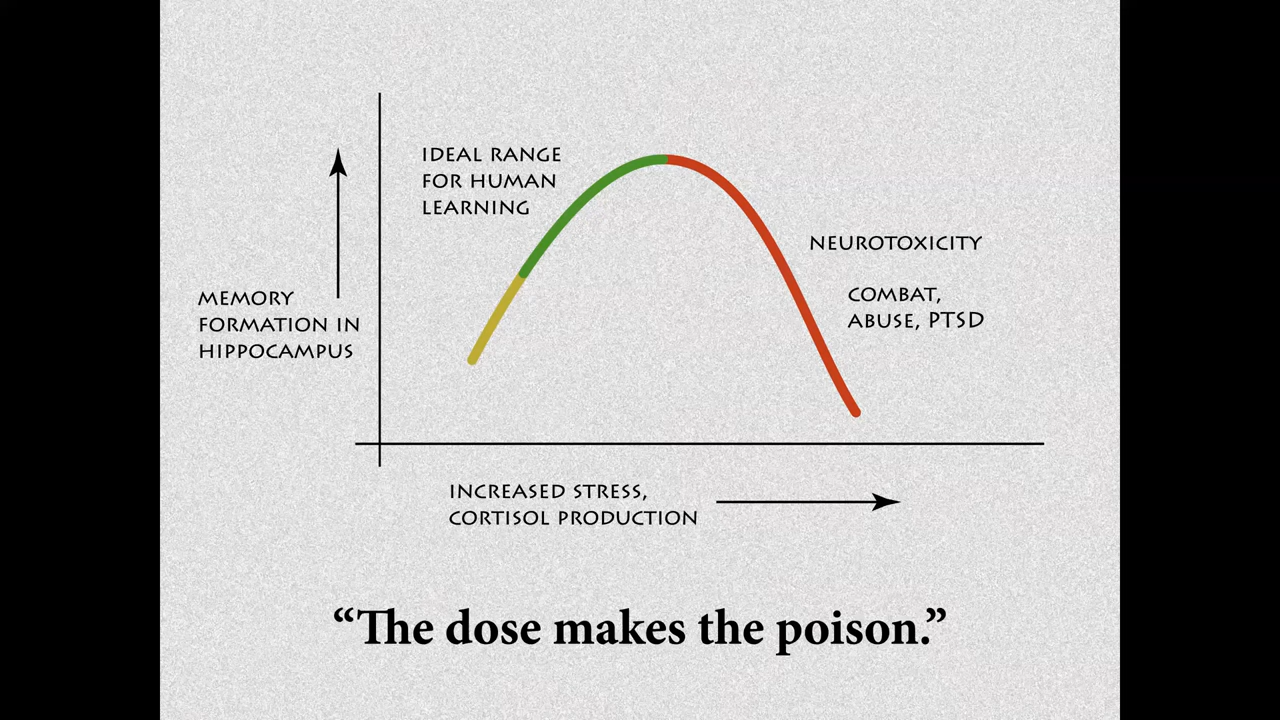 IDEAL RANGE
FOR HUMAN
LEARNING
NEUROTOXICITY
COMBAT,
ABUSE, PTSD
MEMORY
FORMATION IN
HIPPOCAMPUS
INCREASED STRESS,
CORTISOL PRODUCTION
“The dose makes the poison.”